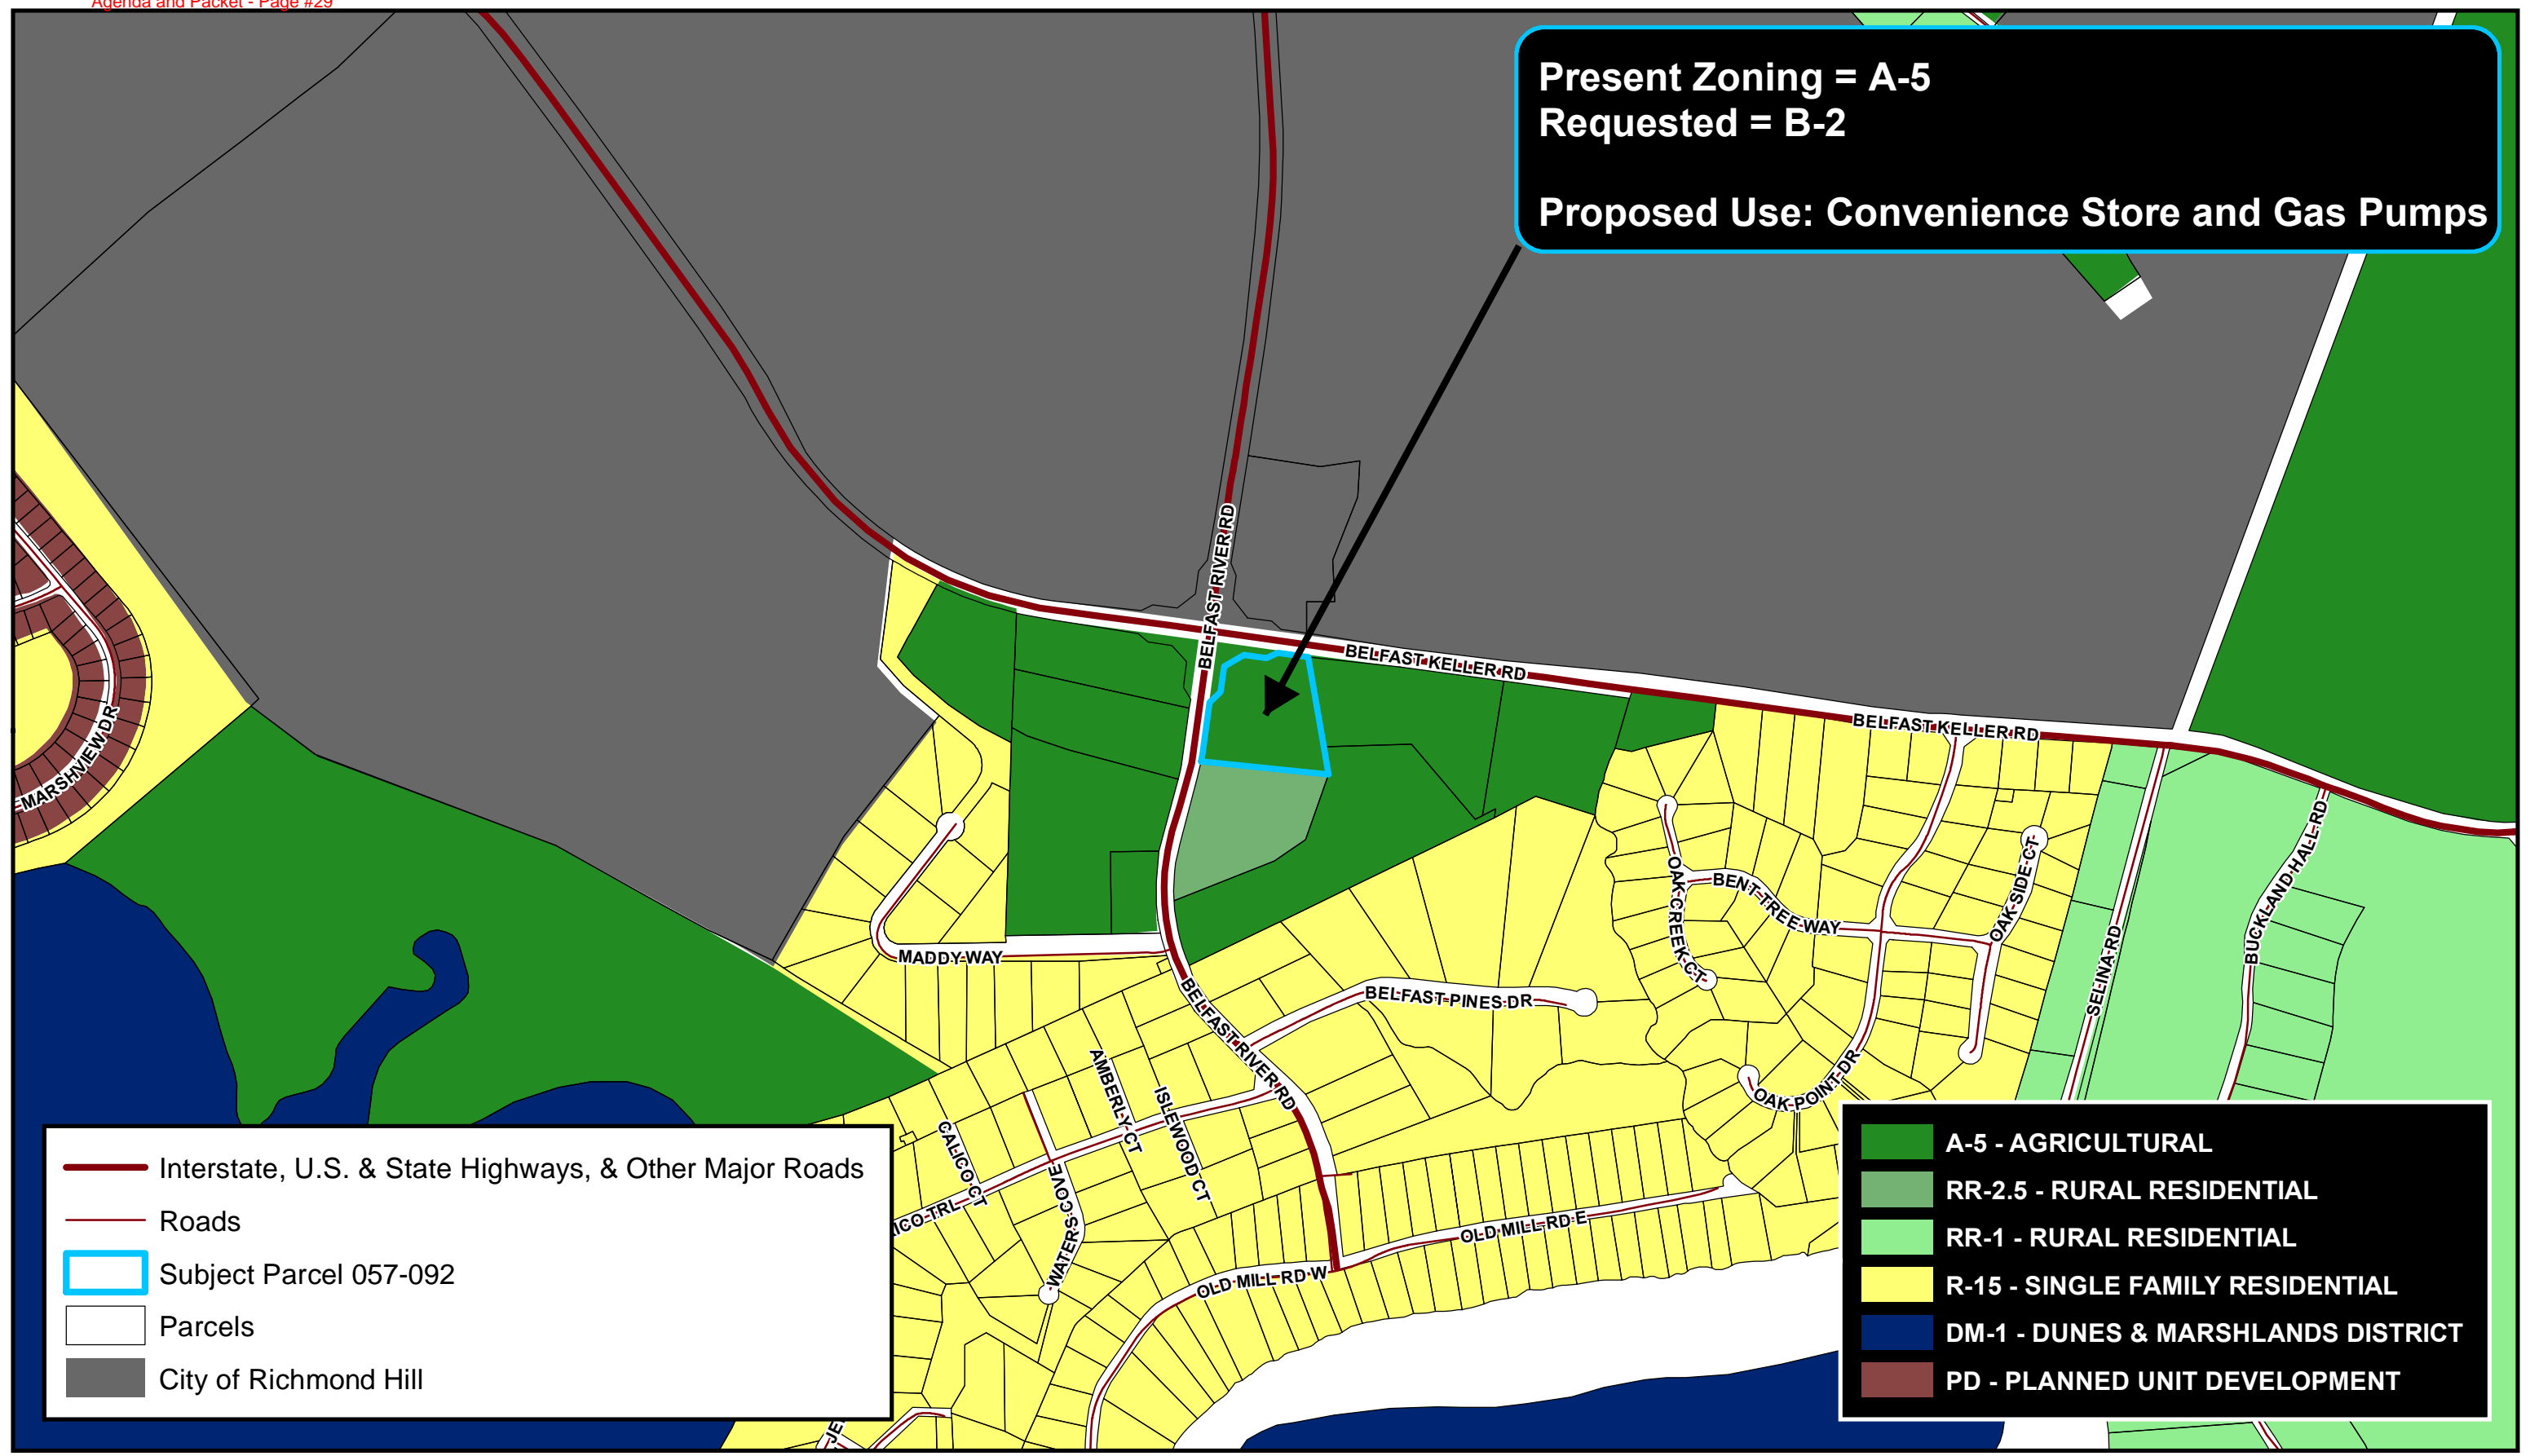 Agenda and Packet - Page #29
Present Zoning = A-5
Requested = B-2
Proposed Use: Convenience Store and Gas Pumps
BELFAST RIVER RD
BELFAST KELLER RD
BELFAST KELLER RD
MARSHVIEW DR
MADDY WAY
BELFAST RIVER RD
BELFAST PINES DR
OAK CREEK CT
BENT TREE WAY
OAK SIDE CT
OAK POINT DR
SELINA RD
BUCKLAND HALL RD
AMBERLY CT
ISLEWOOD CT
CALICO CT
ICO TRL
WATERS COVE
OLD MILL RD W
OLD MILL RD E
JE
Interstate, U.S. & State Highways, & Other Major Roads
Roads
Subject Parcel 057-092
Parcels
City of Richmond Hill
A-5 - AGRICULTURAL
RR-2.5 - RURAL RESIDENTIAL
RR-1 - RURAL RESIDENTIAL
R-15 - SINGLE FAMILY RESIDENTIAL
DM-1 - DUNES & MARSHLANDS DISTRICT
PD - PLANNED UNIT DEVELOPMENT